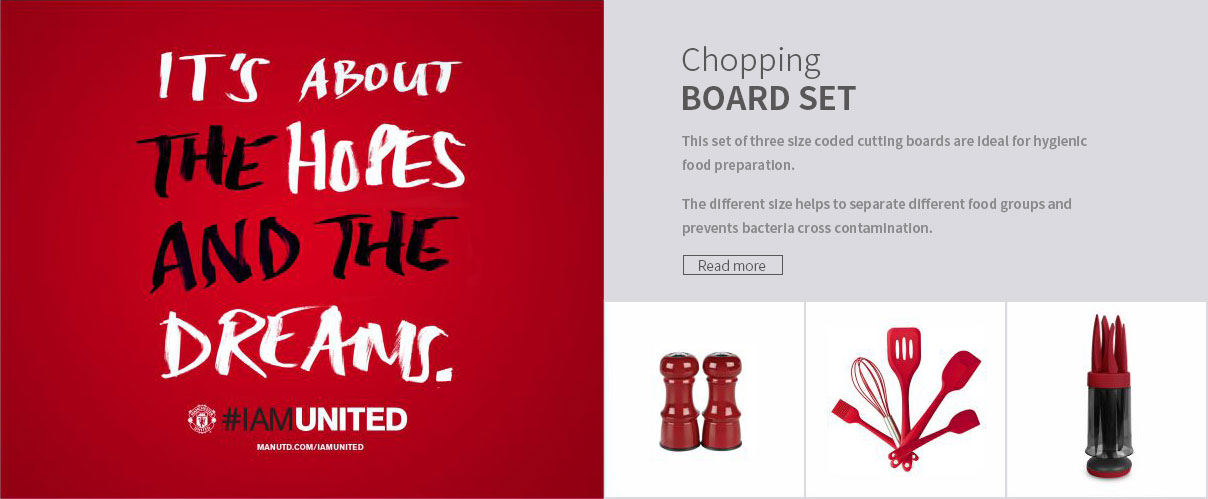 IT'S ABOUT
THE HOPES
AND THE
DREAMS.
#IAMUNITED
MANUTD.COM/IAMUNITED
Chopping
BOARD SET
This set of three size coded cutting boards are ideal for hygienic
food preparation.
The different size helps to separate different food groups and
prevents bacteria cross contamination.
Read more